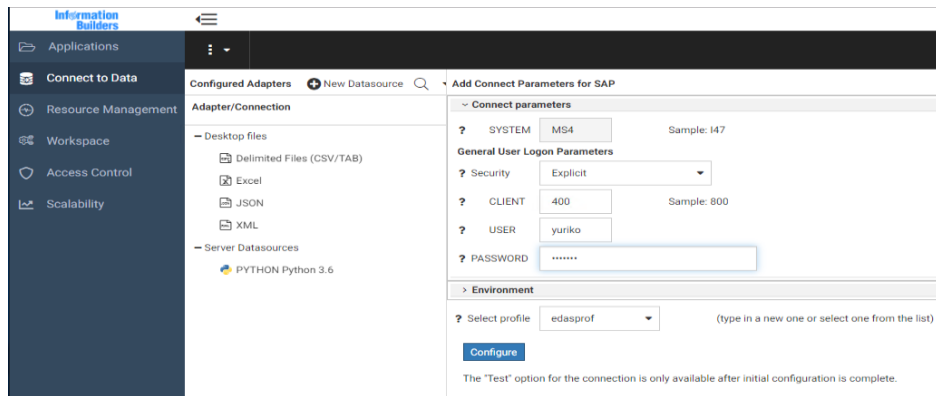 Information
Builders
Applications
Connect to Data
Resource Management
Workspace
Access Control
Scalability
Configured Adapters New Datasource
Adapter/Connection
Desktop files
Delimited Files (CSV/TAB)
Excel
JSON
XML
Server Datasources
PYTHON Python 3.6
Add Connect Parameters for SAP
Connect parameters
? SYSTEM MS4 Sample: I47
General User Logon Parameters
? Security Explicit
? CLIENT 400 Sample: 800
? USER yuriko
? PASSWORD •••••••
> Environment
? Select profile edasprof (type in a new one or select one from the list)
Configure
The "Test" option for the connection is only available after initial configuration is complete.